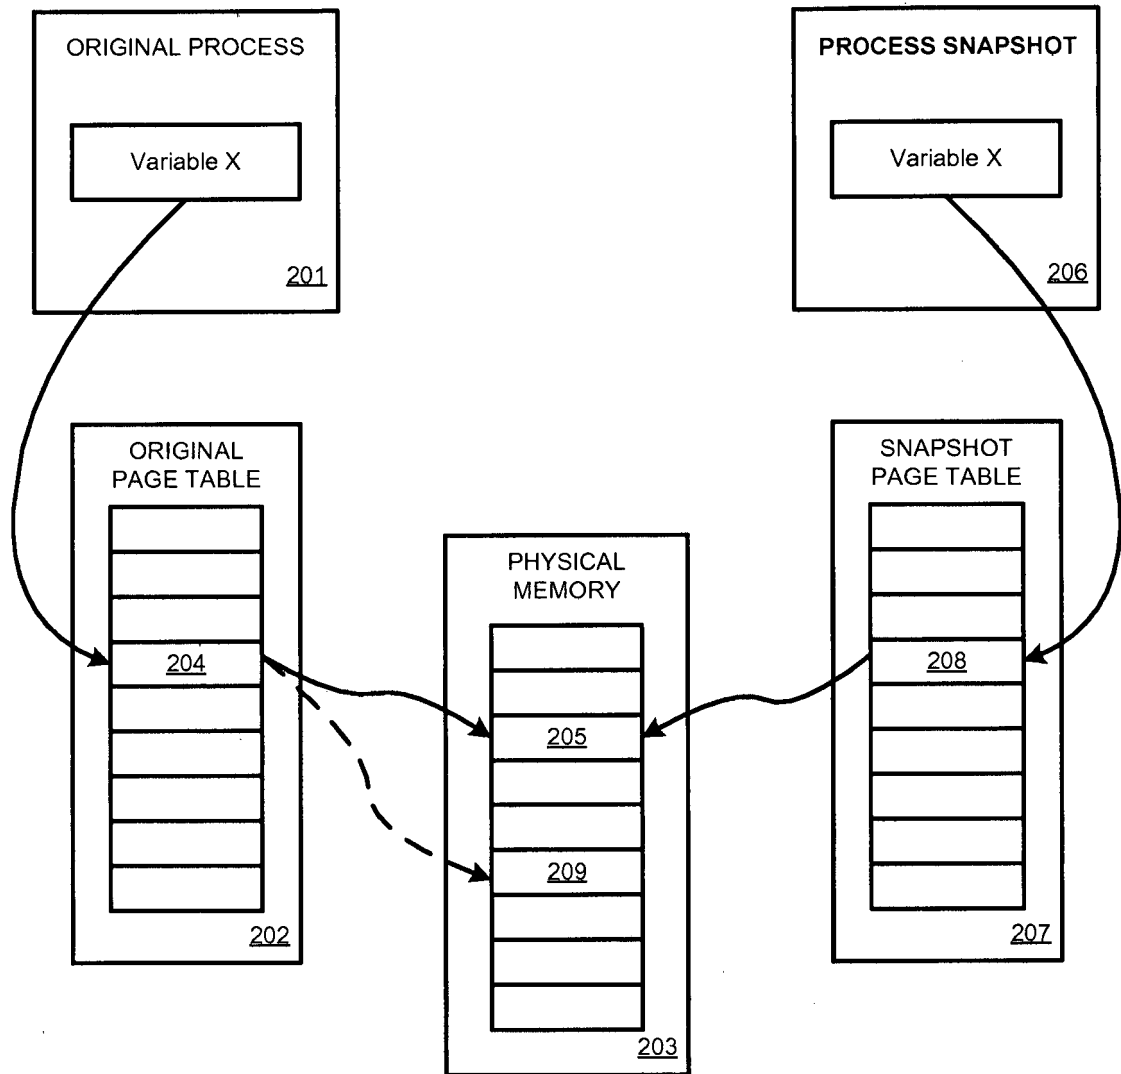 ORIGINAL PROCESS
Variable X
201
PROCESS SNAPSHOT
Variable X
206
ORIGINAL
PAGE TABLE
204
202
PHYSICAL
MEMORY
205
209
203
SNAPSHOT
PAGE TABLE
208
207